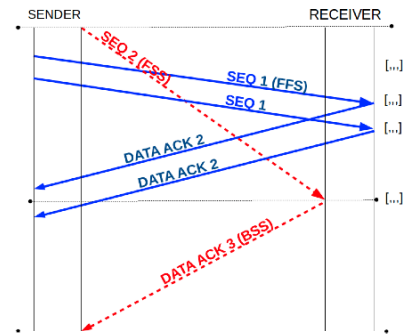 SENDER
RECEIVER
SEQ 2 (FSS)
[,,,]
SEQ 1 (FFS)
[,,,]
SEQ 1
[,,,]
DATA ACK 2
DATA ACK 2
[,,,]
DATA ACK 3 (BSS)